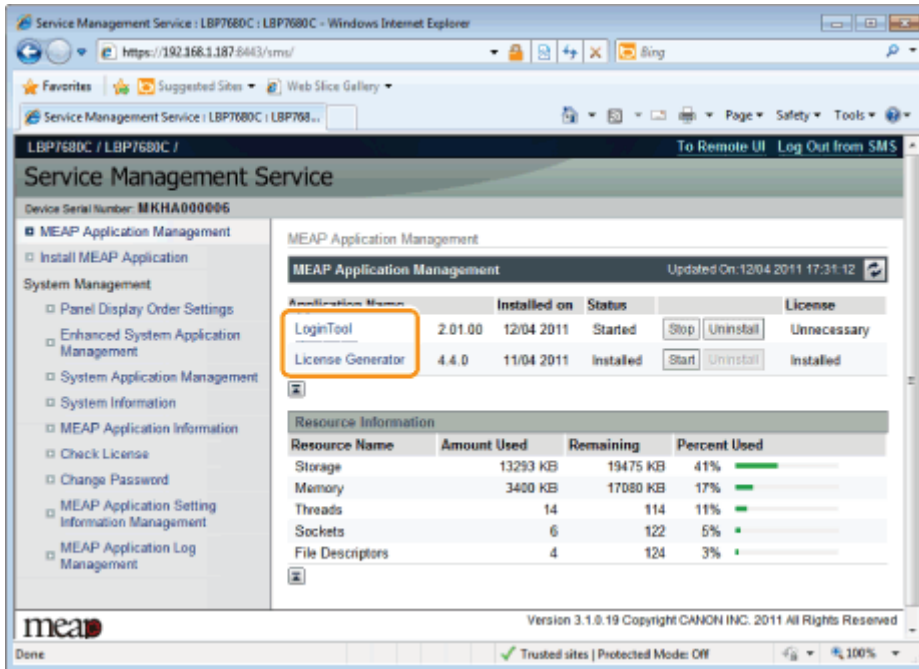 Service Management Service : LBP7680C : LBP7680C - Windows Internet Explorer
https://192.168.1.187:8443/sms/
Bing
Favorites Suggested Sites Web Slice Gallery
Service Management Service : LBP7680C : LBP768...
Page Safety Tools
LBP7680C / LBP7680C / To Remote UI Log Out from SMS
Service Management Service
Device Serial Number: MKHA000006
MEAP Application Management
Install MEAP Application
System Management
Panel Display Order Settings
Enhanced System Application
Management
System Application Management
System Information
MEAP Application Information
Check License
Change Password
MEAP Application Setting
Information Management
MEAP Application Log
Management
MEAP Application Management
MEAP Application Management Updated On:12/04 2011 17:31:12
Application Name Installed on Status License
LoginTool 2.01.00 12/04 2011 Started Stop Uninstall Unnecessary
License Generator 4.4.0 11/04 2011 Installed Start Uninstall Installed
Resource Information
Resource Name Amount Used Remaining Percent Used
Storage 13293 KB 19475 KB 41%
Memory 3400 KB 17080 KB 17%
Threads 14 114 11%
Sockets 6 122 5%
File Descriptors 4 124 3%
meap
Version 3.1.0.19 Copyright CANON INC. 2011 All Rights Reserved
Done Trusted sites | Protected Mode: Off 100%